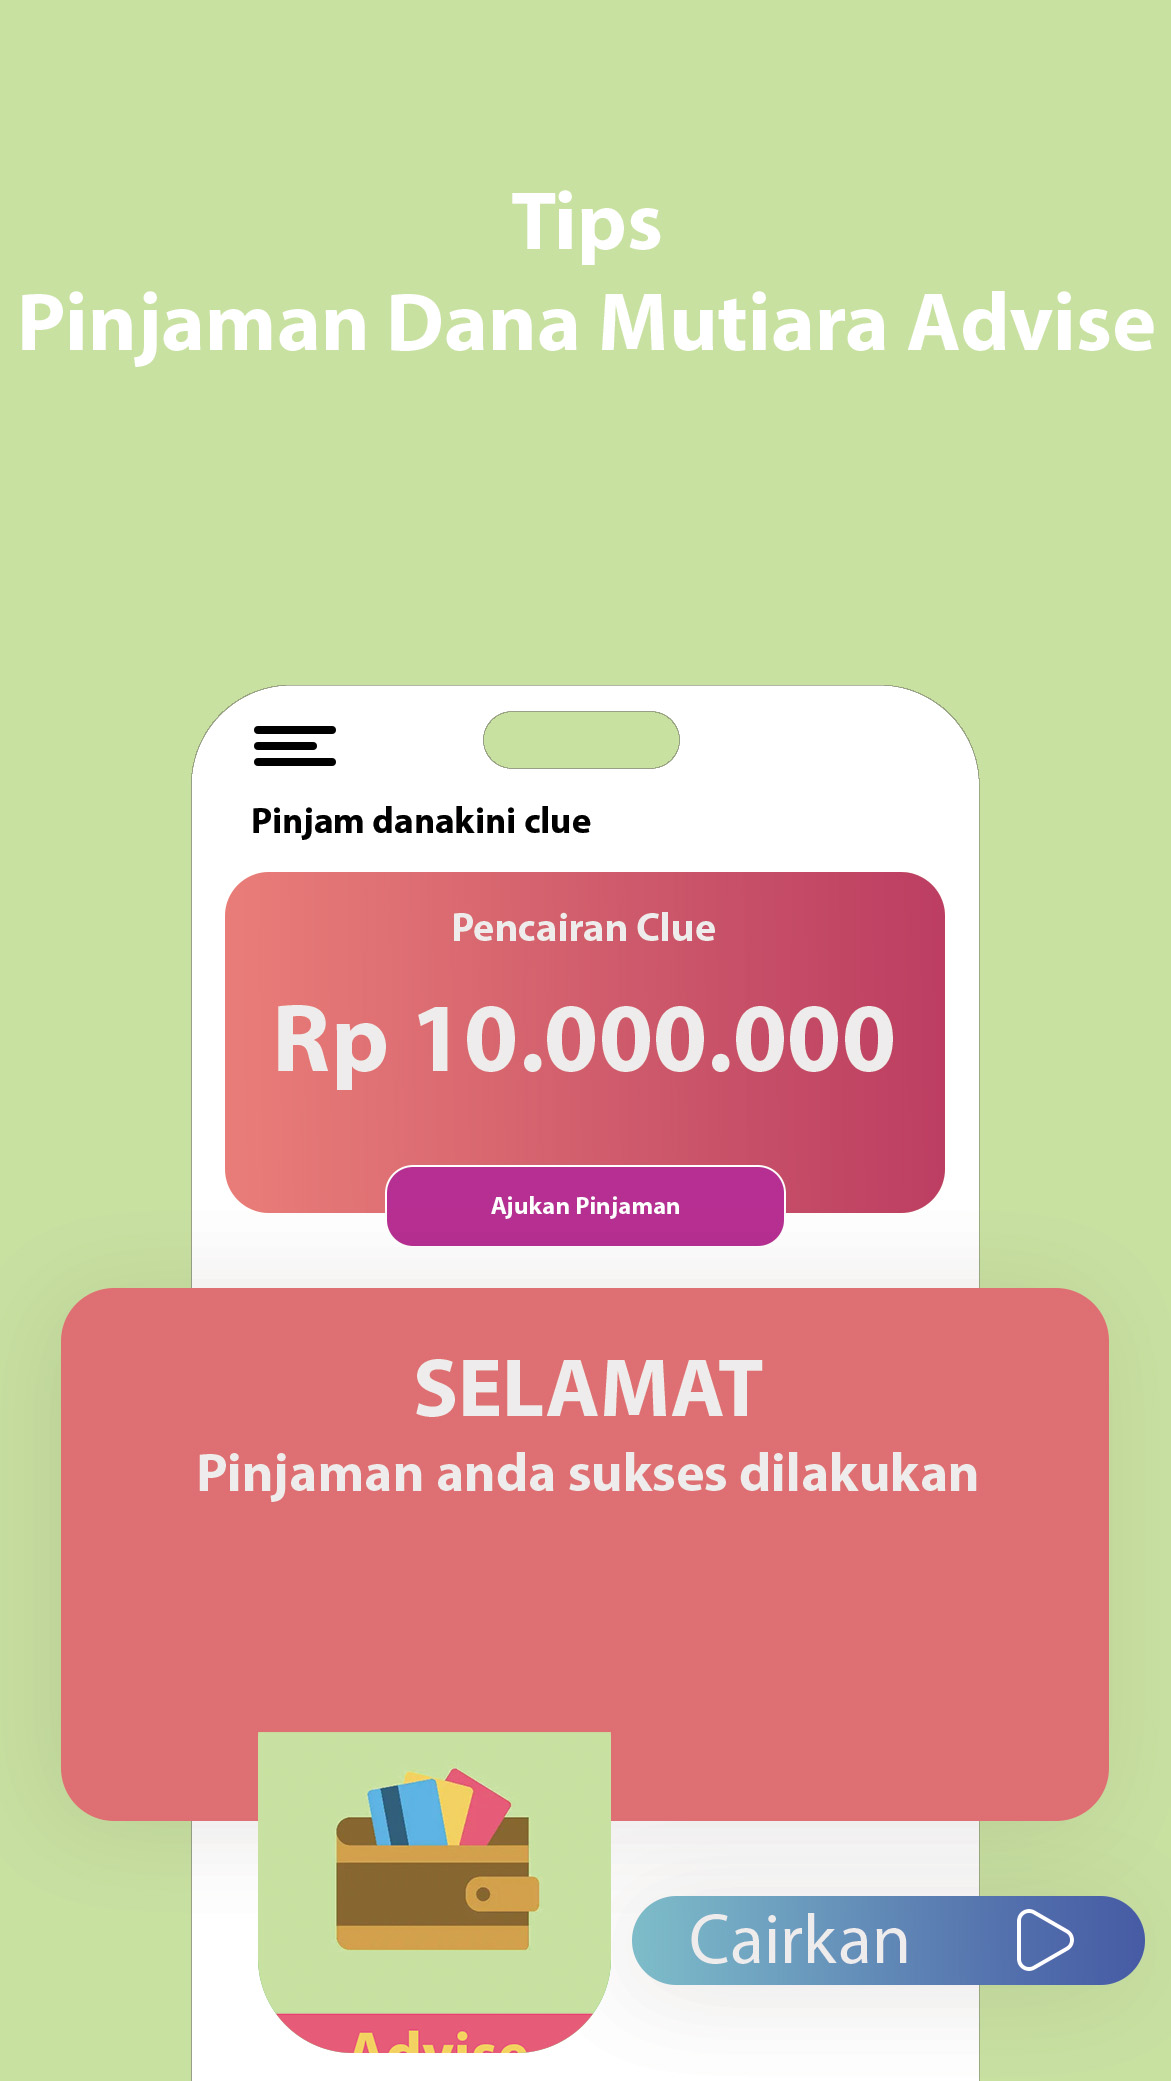 Tips
Pinjaman Dana Mutiara Advise
Pinjam danakini clue
Pencairan Clue
Rp 10.000.000
Ajukan Pinjaman
SELAMAT
Pinjaman anda sukses dilakukan
Cairkan
Advise